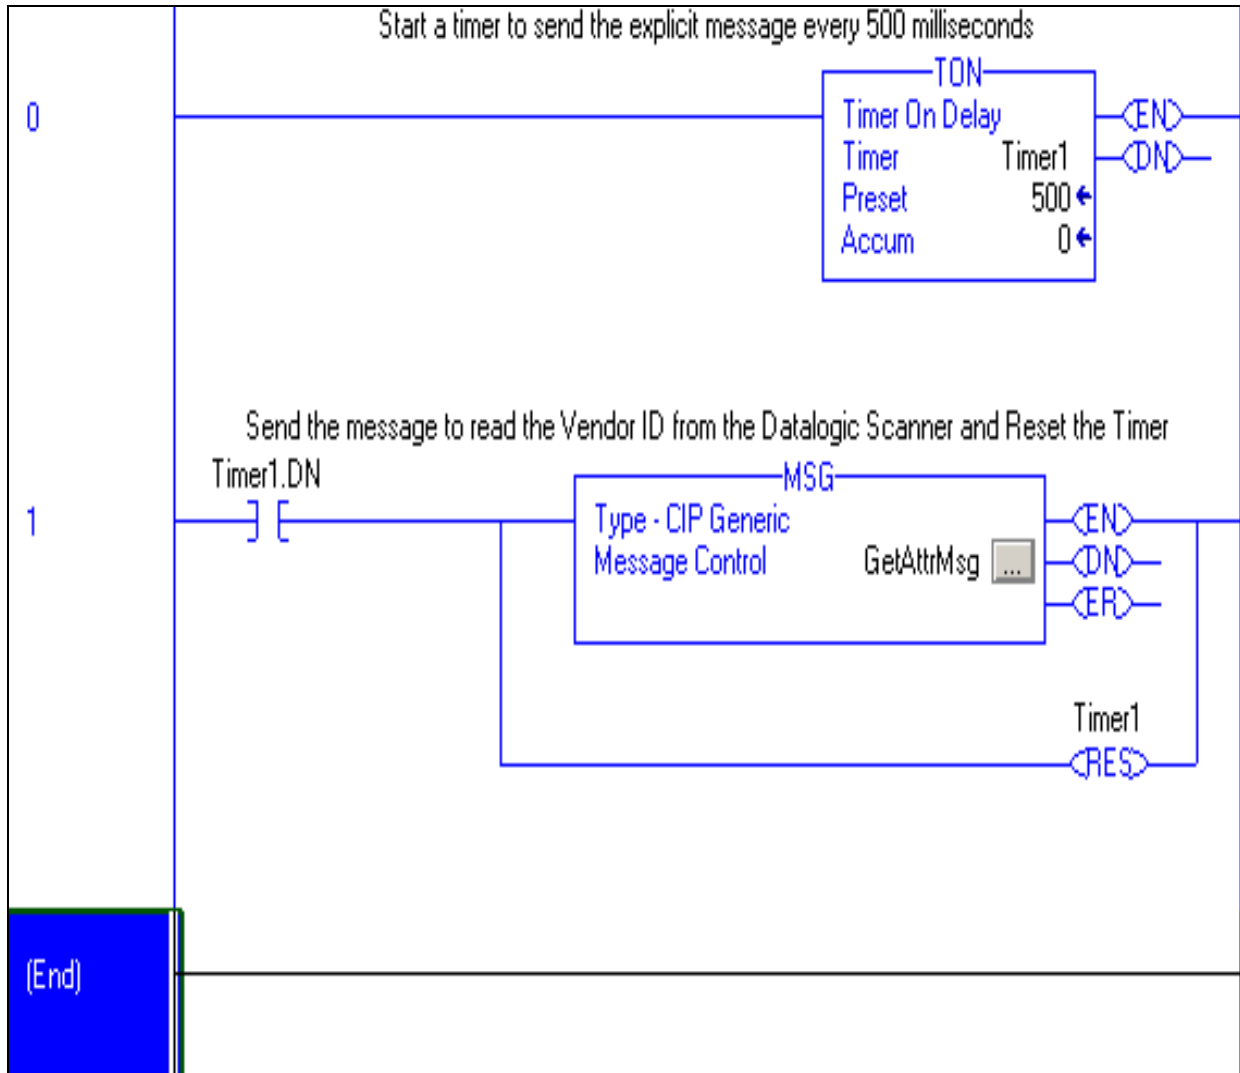 Start a timer to send the explicit message every 500 milliseconds
TON
0
Timer On Delay
EN
Timer Timer1
DN
Preset 500
Accum 0
Send the message to read the Vendor ID from the Datalogic Scanner and Reset the Timer
Timer1.DN
MSG
1
Type - CIP Generic
EN
Message Control GetAttrMsg ...
DN
ER
Timer1
RES
(End)